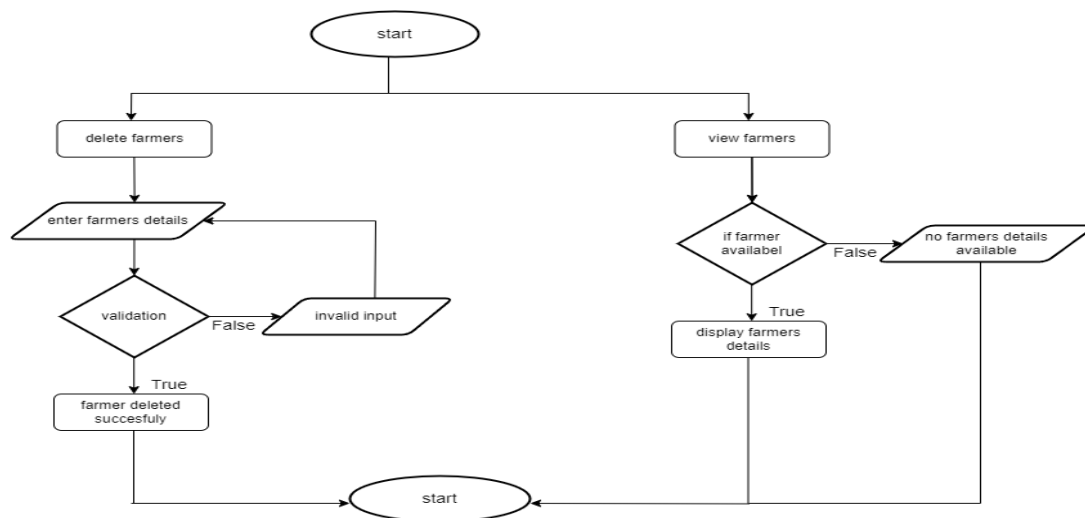 start
delete farmers
view farmers
enter farmers details
if farmer
availabel
False
no farmers details
available
validation
False
invalid input
True
display farmers
details
True
farmer deleted
succesfuly
start